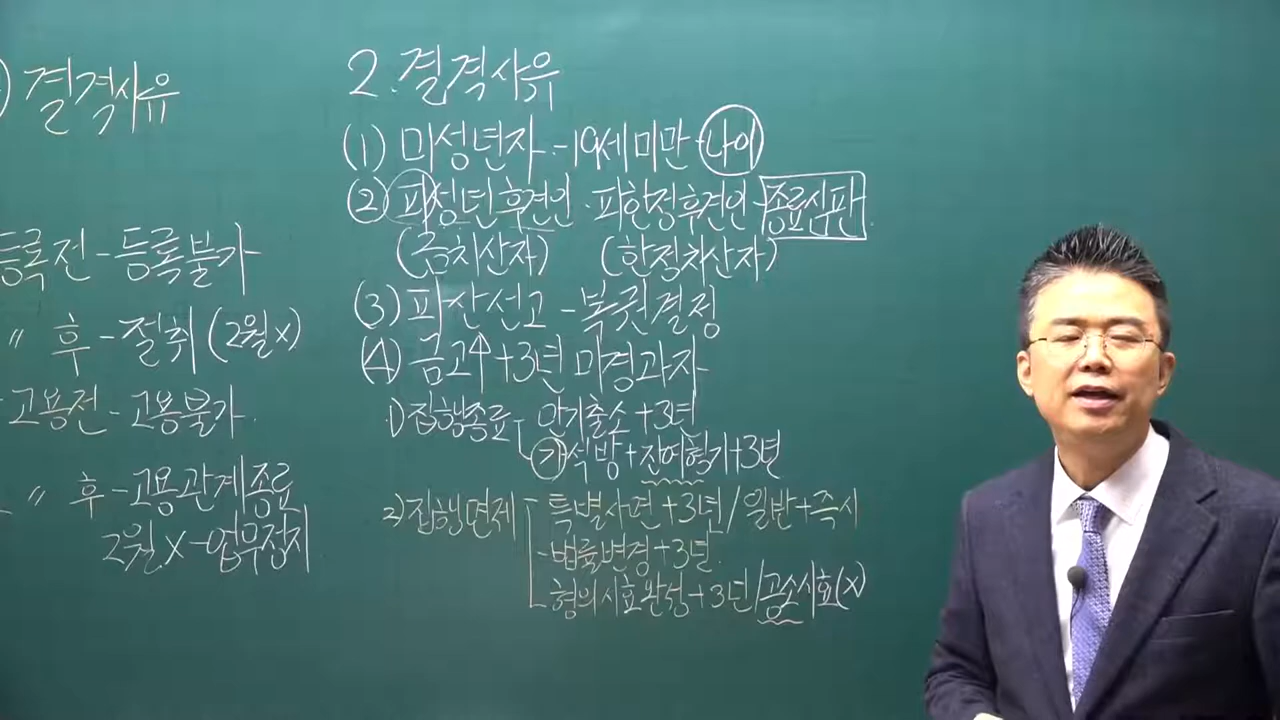 ) 결격사유
등록전 - 등록불가
〃 후 - 절취 (2월x)
고용전 - 고용불가
〃 후 - 고용관계종료
2월 x - 업무정지
2. 결격사유
(1) 미성년자 - 19세 미만 - 나이
(2) 피성년후견인 · 피한정후견인 - 종료심판
(금치산자) (한정치산자)
(3) 파산선고 - 복권결정
(4) 금고↑ + 3년 미경과자
1) 집행종료 - 만기출소 + 3년
가석방 + 잔여형기 + 3년
2) 집행면제 - 특별사면 + 3년 / 일반 + 즉시
- 법률변경 + 3년
- 형의시효완성 + 3년 / 공소시효(x)